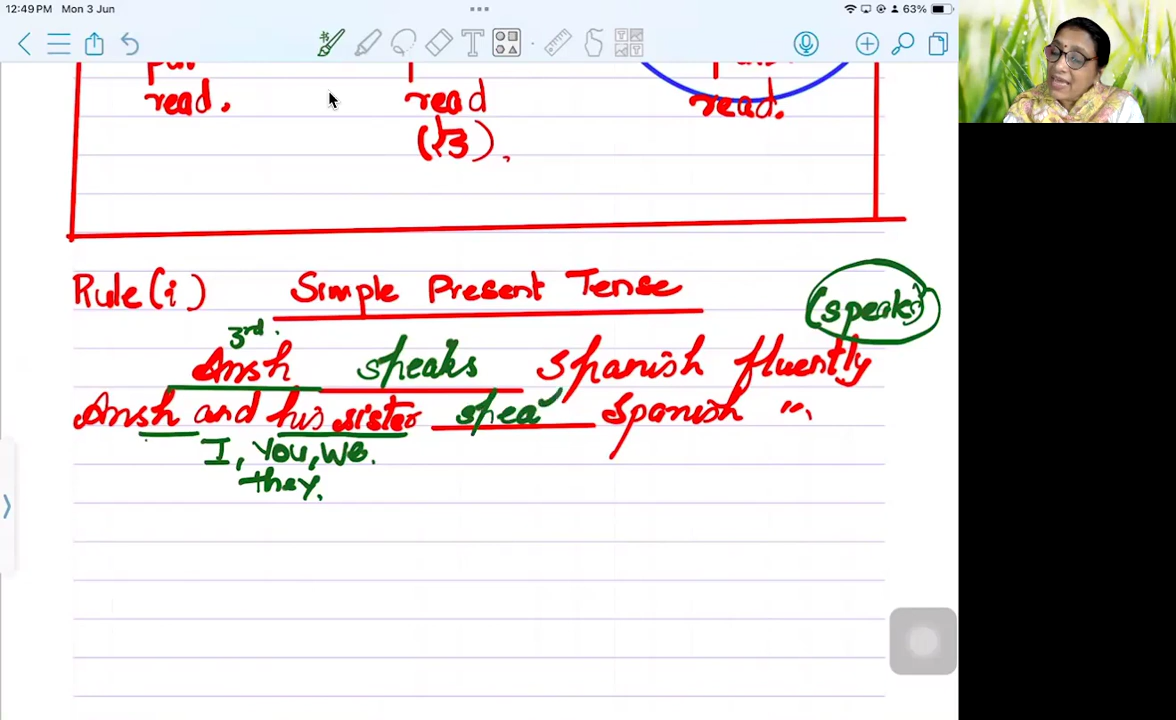 12:49 PM Mon 3 Jun 63%
read. read read.
(V3).
Rule(i) Simple Present Tense (speak)
3rd.
Ansh speaks Spanish fluently
Ansh and his sister spea Spanish "".
I, You, We.
they.